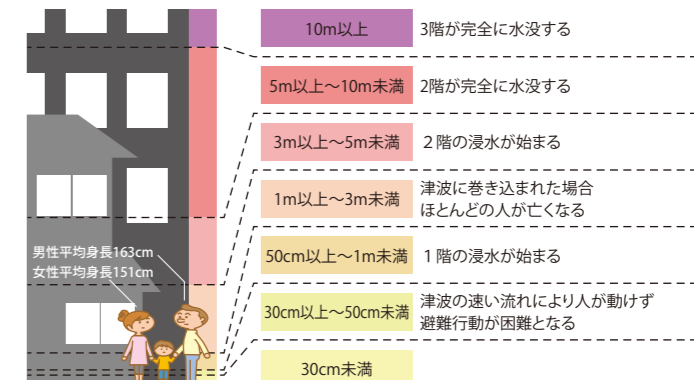 10m以上
3階が完全に水没する
5m以上〜10m未満
2階が完全に水没する
3m以上〜5m未満
２階の浸水が始まる
1m以上〜3m未満
津波に巻き込まれた場合
ほとんどの人が亡くなる
50cm以上〜1m未満
１階の浸水が始まる
30cm以上〜50cm未満
津波の速い流れにより人が動けず
避難行動が困難となる
30cm未満
男性平均身長163cm
女性平均身長151cm